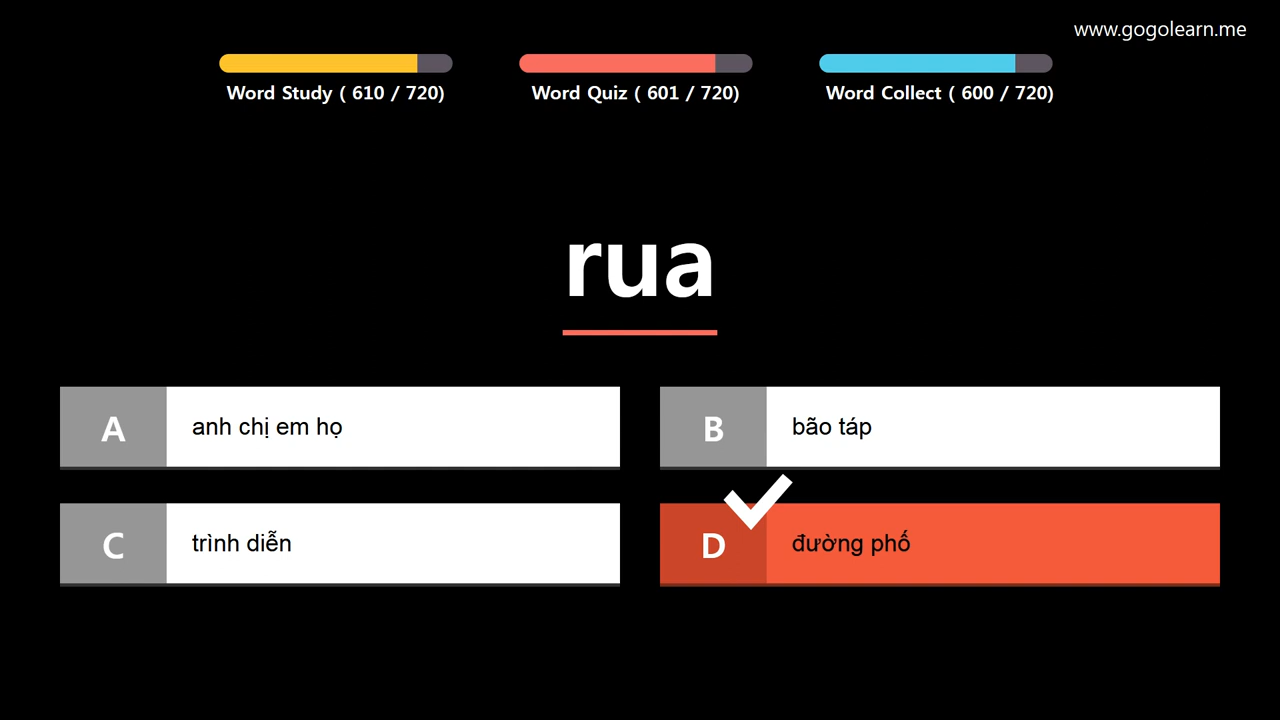 www.gogolearn.me
Word Study ( 610 / 720)
Word Quiz ( 601 / 720)
Word Collect ( 600 / 720)
rua
A
anh chị em họ
B
bão táp
C
trình diễn
D
đường phố